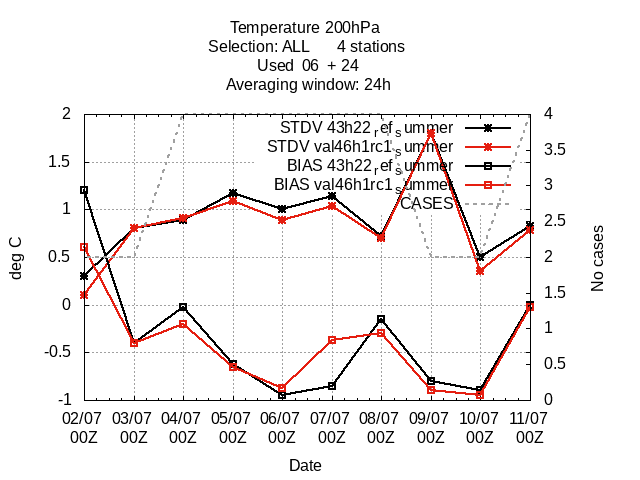 Temperature 200hPa
Selection: ALL 4 stations
Used 06 + 24
Averaging window: 24h
STDV 43h22_ref_summer
STDV val46h1rc1_summer
BIAS 43h22_ref_summer
BIAS val46h1rc1_summer
CASES
2
1.5
1
0.5
0
-0.5
-1
deg C
4
3.5
3
2.5
2
1.5
1
0.5
0
No cases
02/07 03/07 04/07 05/07 06/07 07/07 08/07 09/07 10/07 11/07
00Z 00Z 00Z 00Z 00Z 00Z 00Z 00Z 00Z 00Z
Date